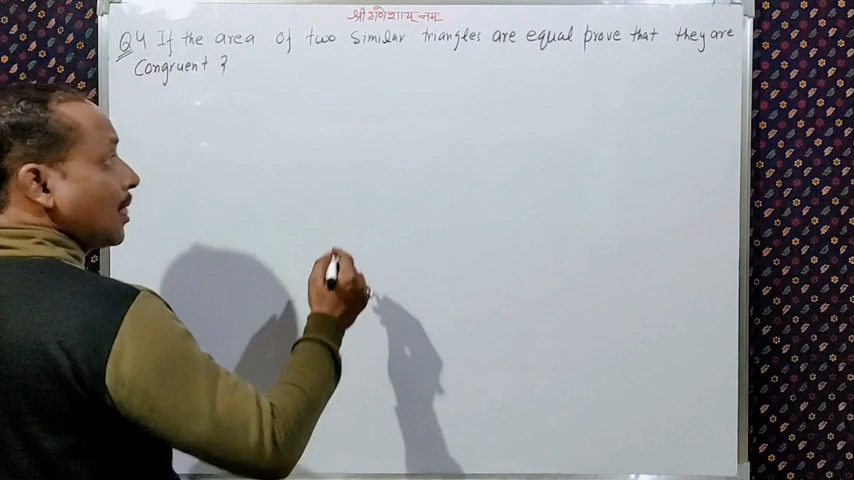 श्री गणेशाय नमः
Q4 If the area of two similar triangles are equal prove that they are
Congruent ?